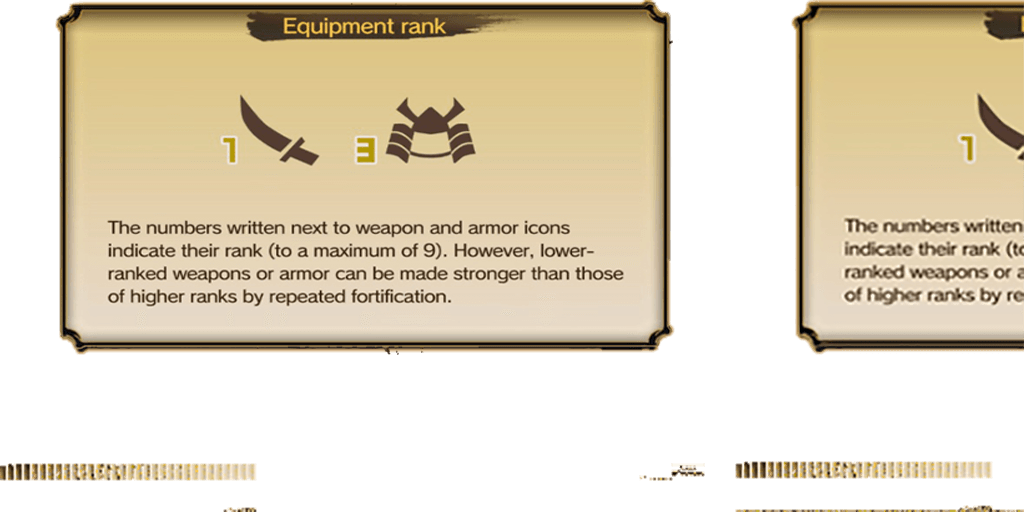 Equipment rank
1 3
The numbers written next to weapon and armor icons
indicate their rank (to a maximum of 9). However, lower-
ranked weapons or armor can be made stronger than those
of higher ranks by repeated fortification.
1
The numbers written
indicate their rank (to
ranked weapons or a
of higher ranks by re